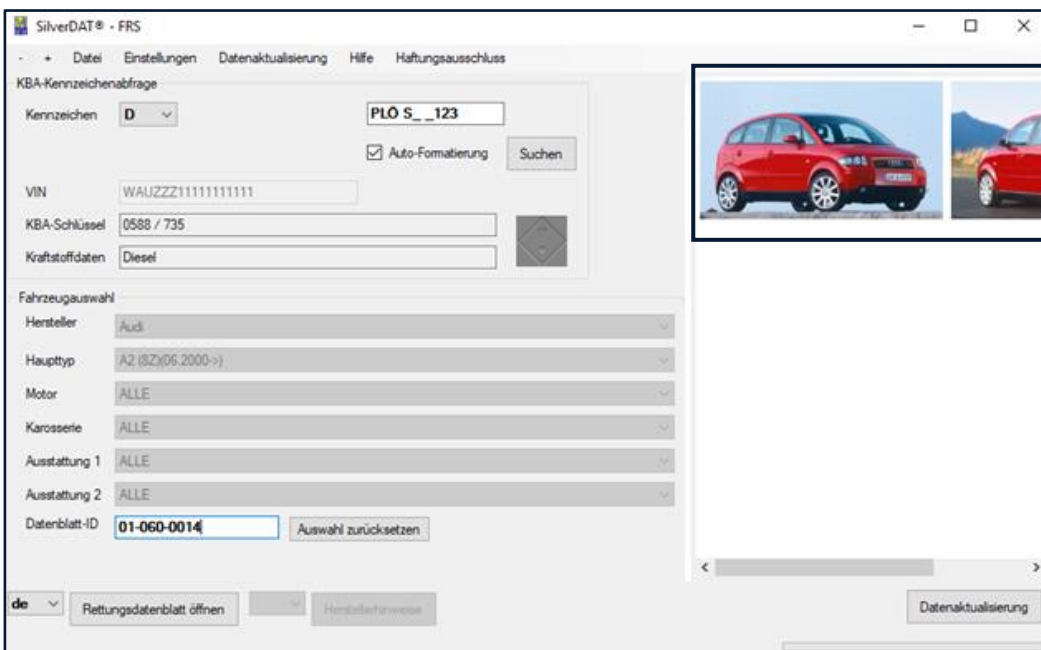 SilverDAT® - FRS
- + Datei Einstellungen Datenaktualisierung Hilfe Haftungsausschluss
KBA-Kennzeichenabfrage
Kennzeichen D PLÖ S_ _123
Auto-Formatierung Suchen
VIN WAUZZZ11111111111
KBA-Schlüssel 0588 / 735
Kraftstoffdaten Diesel
Fahrzeugauswahl
Hersteller Audi
Haupttyp A2 (8Z)(06.2000->)
Motor ALLE
Karosserie ALLE
Ausstattung 1 ALLE
Ausstattung 2 ALLE
Datenblatt-ID 01-060-0014 Auswahl zurücksetzen
de Rettungsdatenblatt öffnen Herstellerhinweise Datenaktualisierung